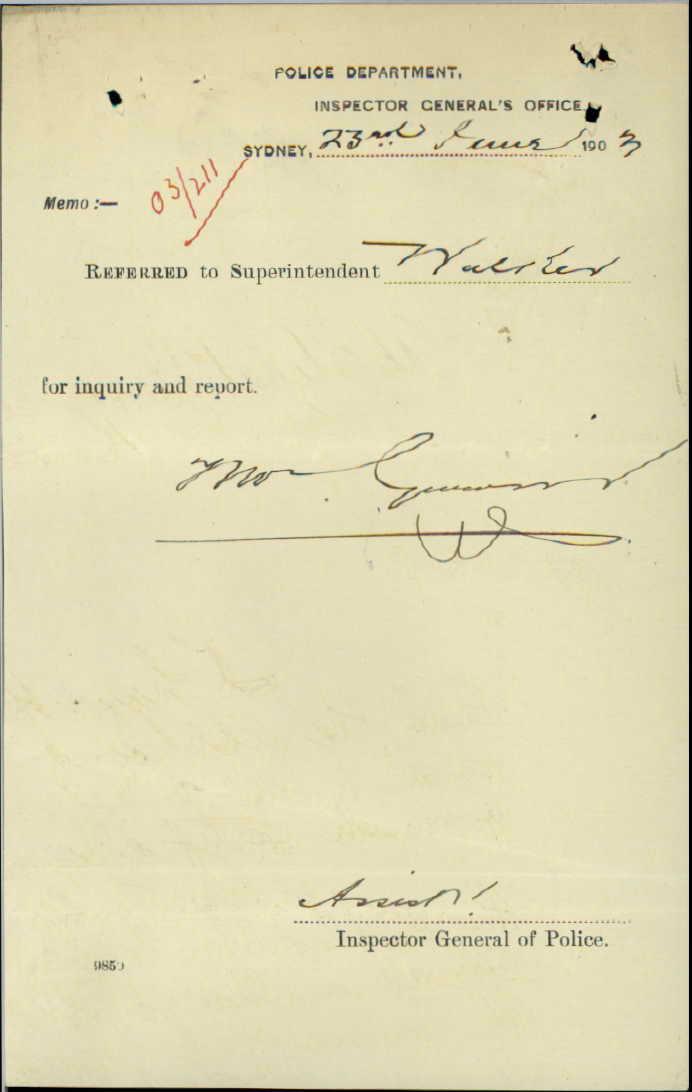 POLICE DEPARTMENT,
INSPECTOR GENERAL'S OFFICE,
SYDNEY, 23rd June 1903
03/211
Memo :—
REFERRED to Superintendent Walker
for inquiry and report.
Assist
Inspector General of Police.